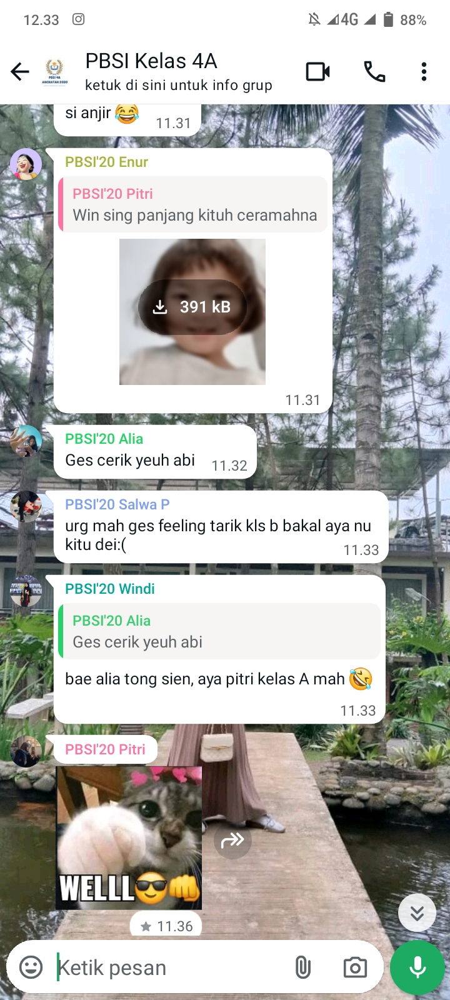 12.33
4G
88%
PBSI Kelas 4A
ketuk di sini untuk info grup
PBSI 4A
ANGKATAN 2020
si anjir 😂
11.31
PBSI'20 Enur
PBSI'20 Pitri
Win sing panjang kituh ceramahna
391 kB
11.31
PBSI'20 Alia
Ges cerik yeuh abi
11.32
PBSI'20 Salwa P
urg mah ges feeling tarik kls b bakal aya nu
kitu dei:(
11.33
PBSI'20 Windi
PBSI'20 Alia
Ges cerik yeuh abi
bae alia tong sien, aya pitri kelas A mah 🤣
11.33
PBSI'20 Pitri
WELLL😎👊
11.36
Ketik pesan